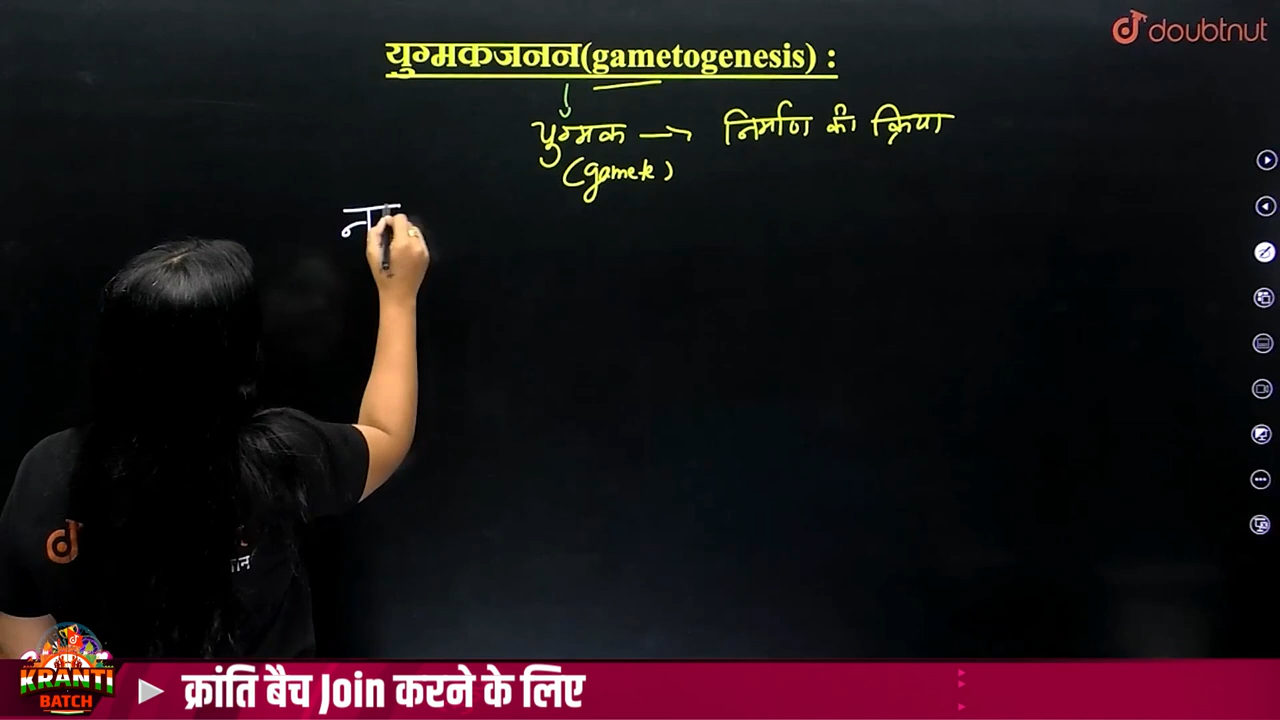 doubtnut
युग्मकजनन(gametogenesis) :
युग्मक → निर्माण की क्रिया
(gamete)
न
KRANTI
BATCH
क्रांति बैच Join करने के लिए